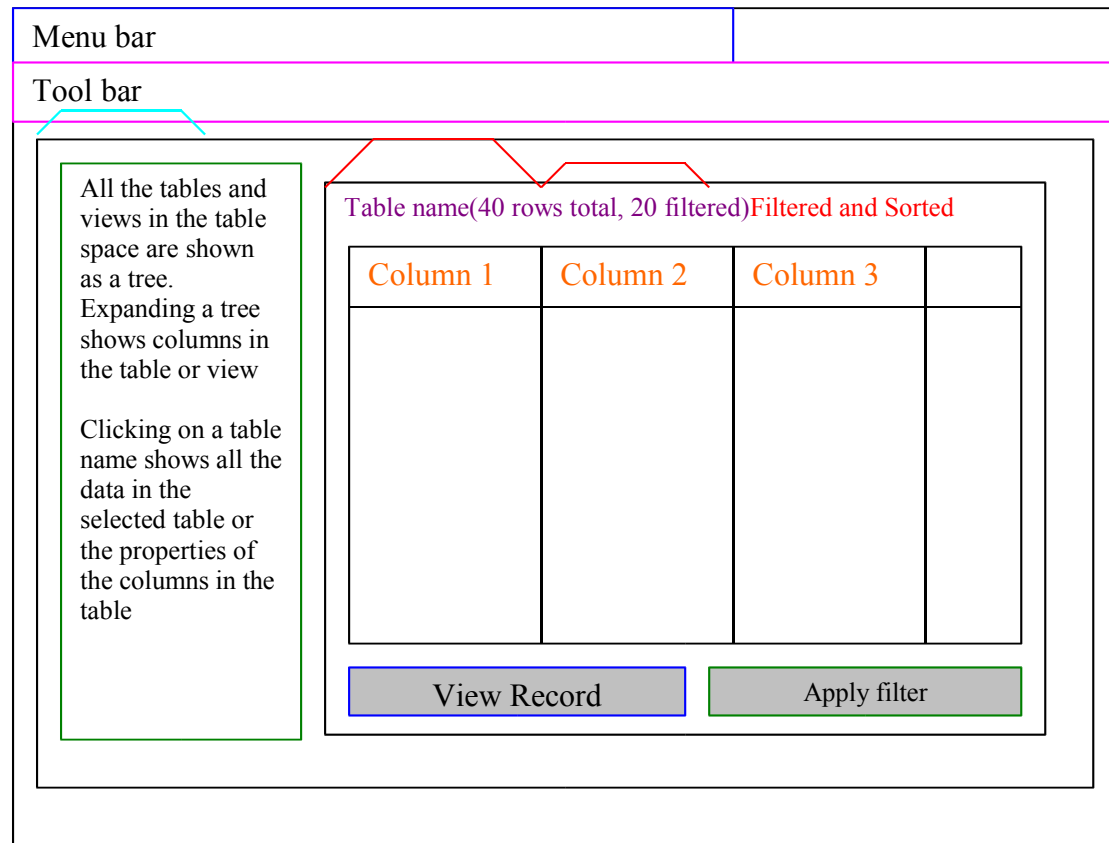 Menu bar
Tool bar
All the tables and
views in the table
space are shown
as a tree.
Expanding a tree
shows columns in
the table or view
Clicking on a table
name shows all the
data in the
selected table or
the properties of
the columns in the
table
Table name(40 rows total, 20 filtered)Filtered and Sorted
Column 1 Column 2 Column 3
View Record Apply filter